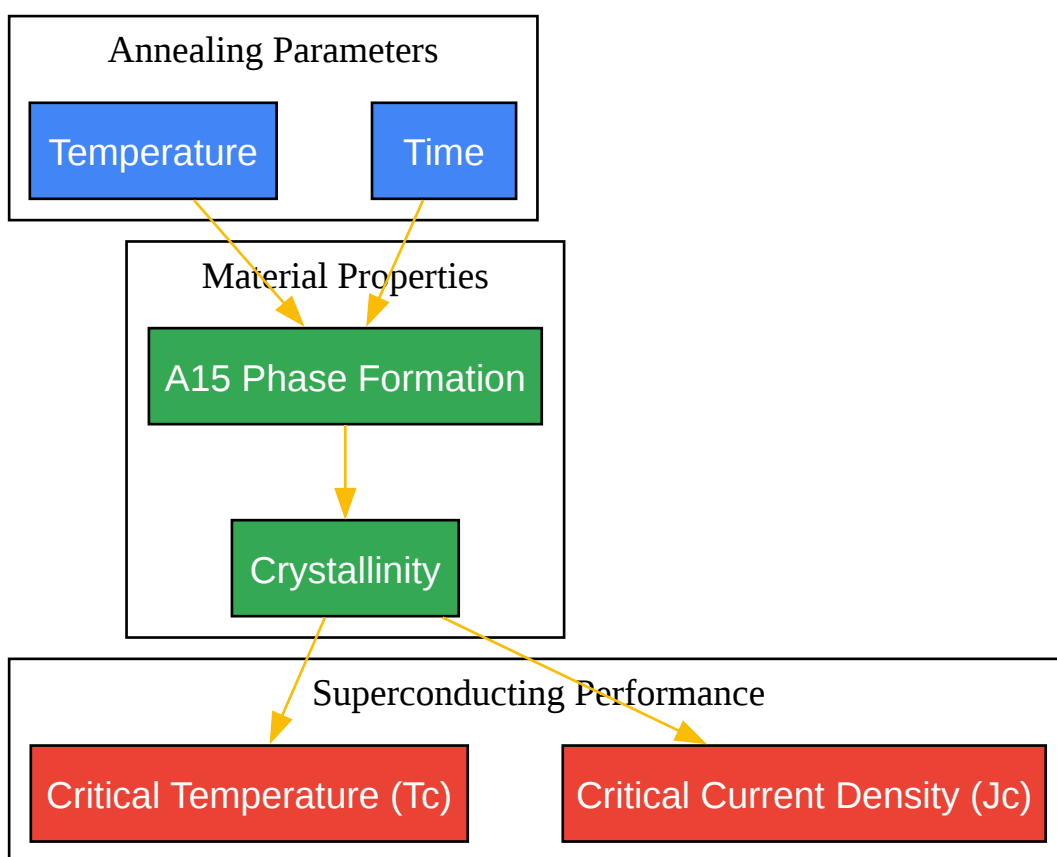 Annealing Parameters
Temperature
Time
Material Properties
A15 Phase Formation
Crystallinity
Superconducting Performance
Critical Temperature (Tc)
Critical Current Density (Jc)